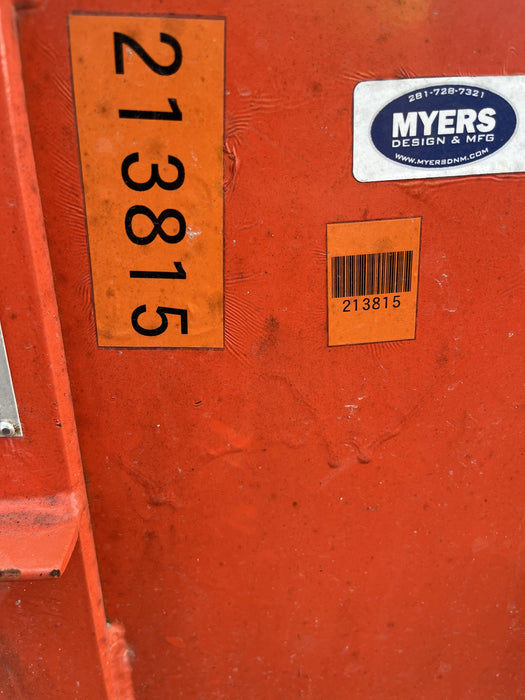 213815
281-728-7321
MYERS
DESIGN & MFG
WWW.MYERSDNM.COM
213815